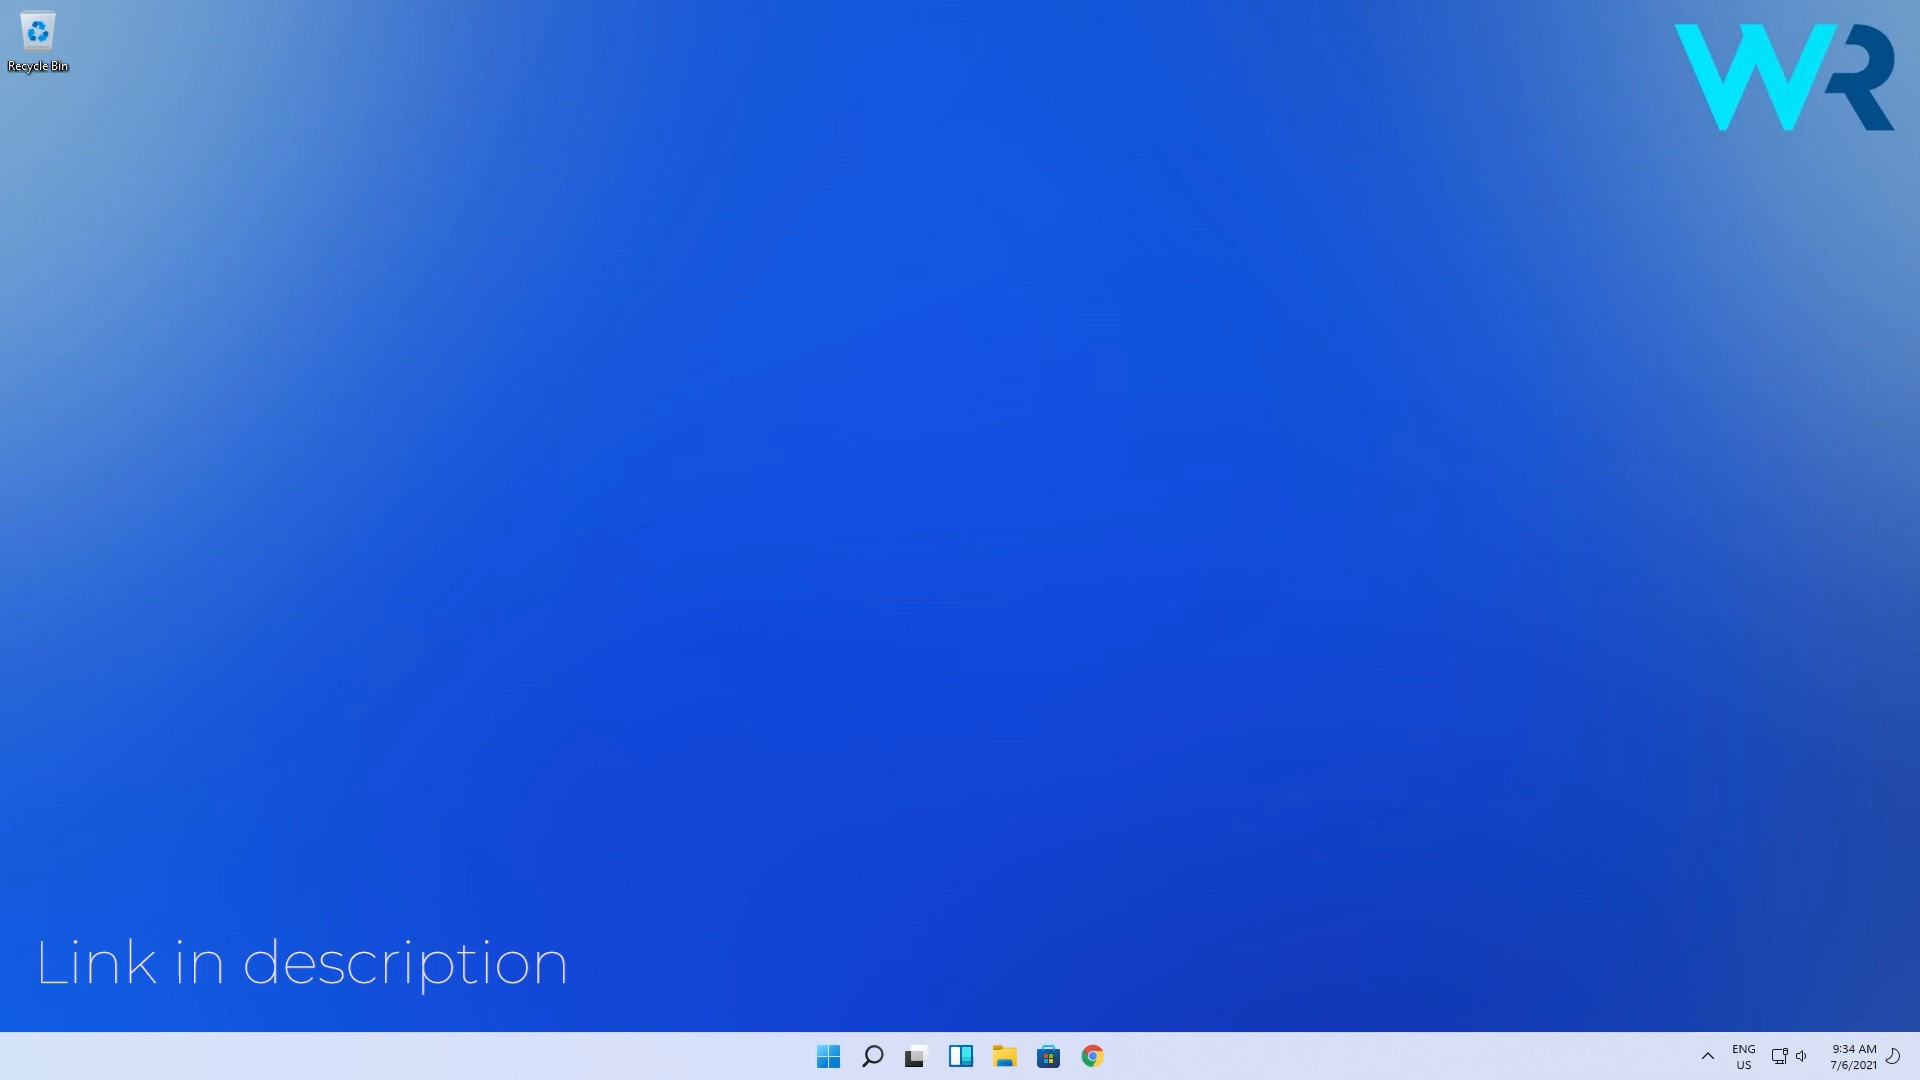 Recycle Bin
WR
Link in description
ENG
US
9:34 AM
7/6/2021